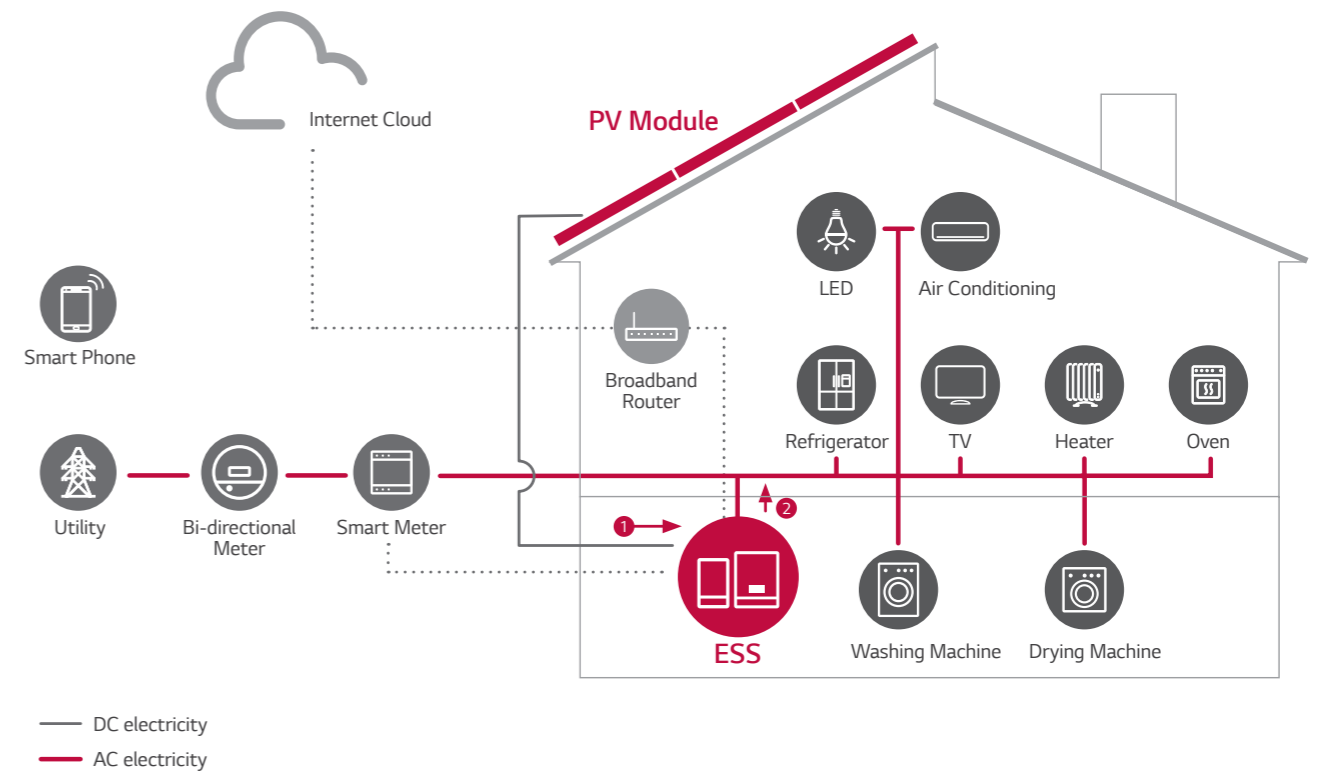 Internet Cloud
PV Module
LED
Air Conditioning
Smart Phone
Broadband
Router
Refrigerator
TV
Heater
Oven
Utility
Bi-directional
Meter
Smart Meter
1
2
ESS
Washing Machine
Drying Machine
DC electricity
AC electricity